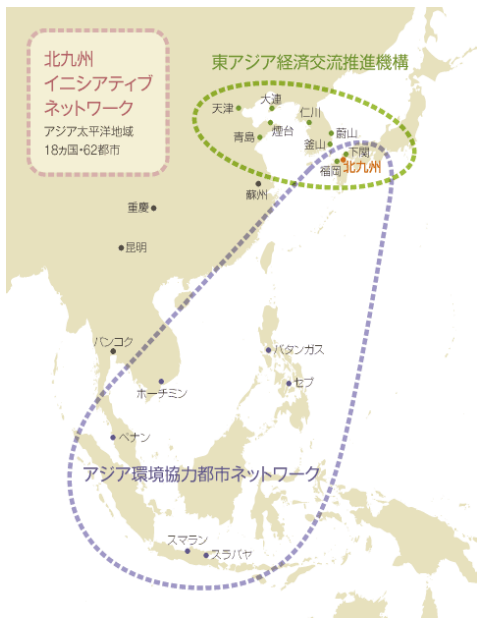 北九州
イニシアティブ
ネットワーク
アジア太平洋地域
18ヵ国・62都市
東アジア経済交流推進機構
天津
大連
仁川
青島
煙台
蔚山
釜山
下関
福岡
北九州
蘇州
重慶
昆明
バンコク
バタンガス
ホーチミン
セブ
ペナン
アジア環境協力都市ネットワーク
スマラン
スラバヤ